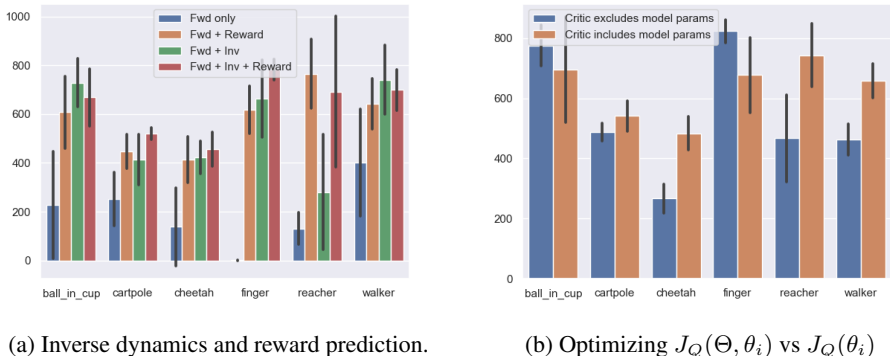 1000
800
600
400
200
0
Fwd only
Fwd + Reward
Fwd + Inv
Fwd + Inv + Reward
ball_in_cup cartpole cheetah finger reacher walker
(a) Inverse dynamics and reward prediction.
800
600
400
200
0
Critic excludes model params
Critic includes model params
ball_in_cup cartpole cheetah finger reacher walker
(b) Optimizing J_Q(Θ, θ_i) vs J_Q(θ_i)